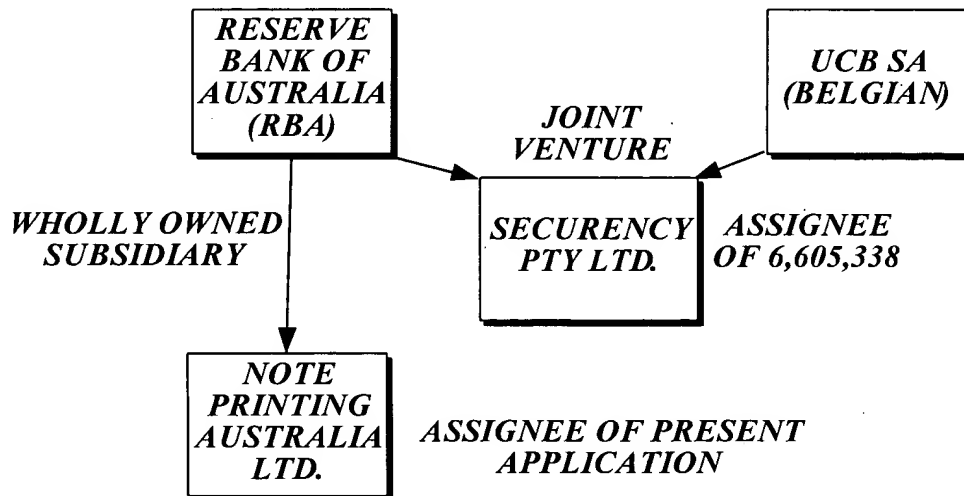 RESERVE
BANK OF
AUSTRALIA
(RBA)
UCB SA
(BELGIAN)
JOINT
VENTURE
WHOLLY OWNED
SUBSIDIARY
SECURENCY
PTY LTD.
ASSIGNEE
OF 6,605,338
NOTE
PRINTING
AUSTRALIA
LTD.
ASSIGNEE OF PRESENT
APPLICATION